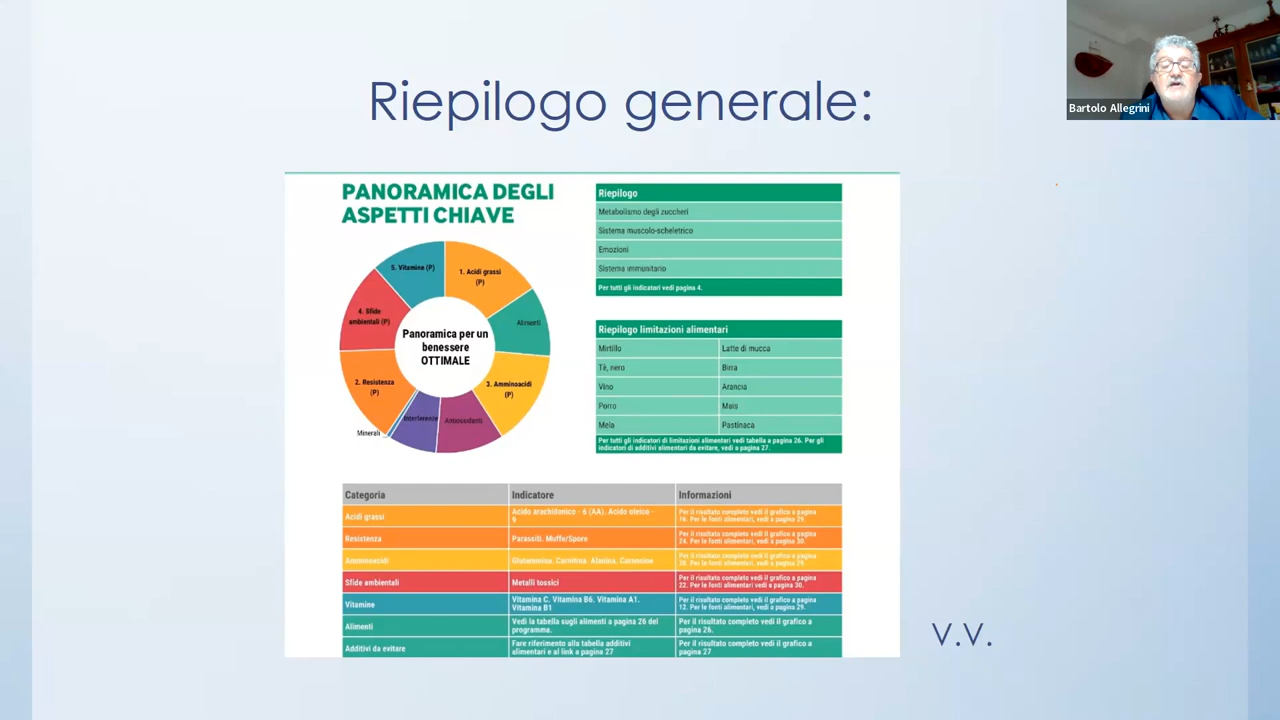 Riepilogo generale:
Bartolo Allegrini
PANORAMICA DEGLI
ASPETTI CHIAVE
5. Vitamine (P)
1. Acidi grassi
(P)
4. Sfide
ambientali (P)
Alimenti
Panoramica per un
benessere
OTTIMALE
2. Resistenza
(P)
3. Amminoacidi
(P)
Minerali
Interferenze
Antiossidanti
Riepilogo
Metabolismo degli zuccheri
Sistema muscolo-scheletrico
Emozioni
Sistema immunitario
Per tutti gli indicatori vedi pagina 4.
Riepilogo limitazioni alimentari
Mirtillo Latte di mucca
Tè, nero Birra
Vino Arancia
Porro Mais
Mela Pastinaca
Per tutti gli indicatori di limitazioni alimentari vedi tabella a pagina 26. Per gli
indicatori di additivi alimentari da evitare, vedi a pagina 27.
Categoria Indicatore Informazioni
Acidi grassi
Acido arachidonico - 6 (AA). Acido oleico -
6
Per il risultato completo vedi il grafico a pagina
Per le fonti alimentari, vedi a pagina 29.
Resistenza
Parassiti. Muffe/Spore
Per il risultato completo vedi il grafico a pagina
24. Per le fonti alimentari, vedi a pagina 30.
Amminoacidi
Glutammina. Carnitina. Alanina. Carnosina
Per il risultato completo vedi il grafico a pagina
20. Per le fonti alimentari, vedi a pagina 29.
Sfide ambientali
Metalli tossici
Per il risultato completo vedi il grafico a pagina
22. Per le fonti alimentari vedi a pagina 30.
Vitamine
Vitamina C. Vitamina B6. Vitamina A1.
Vitamina B1
Per il risultato completo vedi il grafico a pagina
12. Per le fonti alimentari, vedi a pagina 29.
Alimenti
Vedi la tabella sugli alimenti a pagina 26 del
programma.
Per il risultato completo vedi il grafico a
pagina 26.
Additivi da evitare
Fare riferimento alla tabella additivi
alimentari e al link a pagina 27
Per il risultato completo vedi il grafico a
pagina 27
V.V.